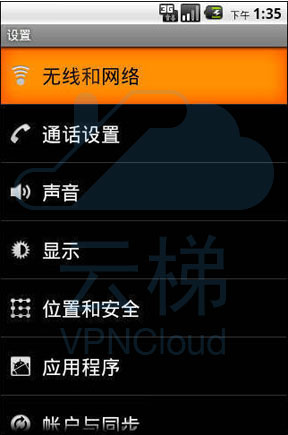 3G
下午 1:35
设置
无线和网络
通话设置
声音
显示
云梯
位置和安全
VPNCloud
应用程序
帐户与同步